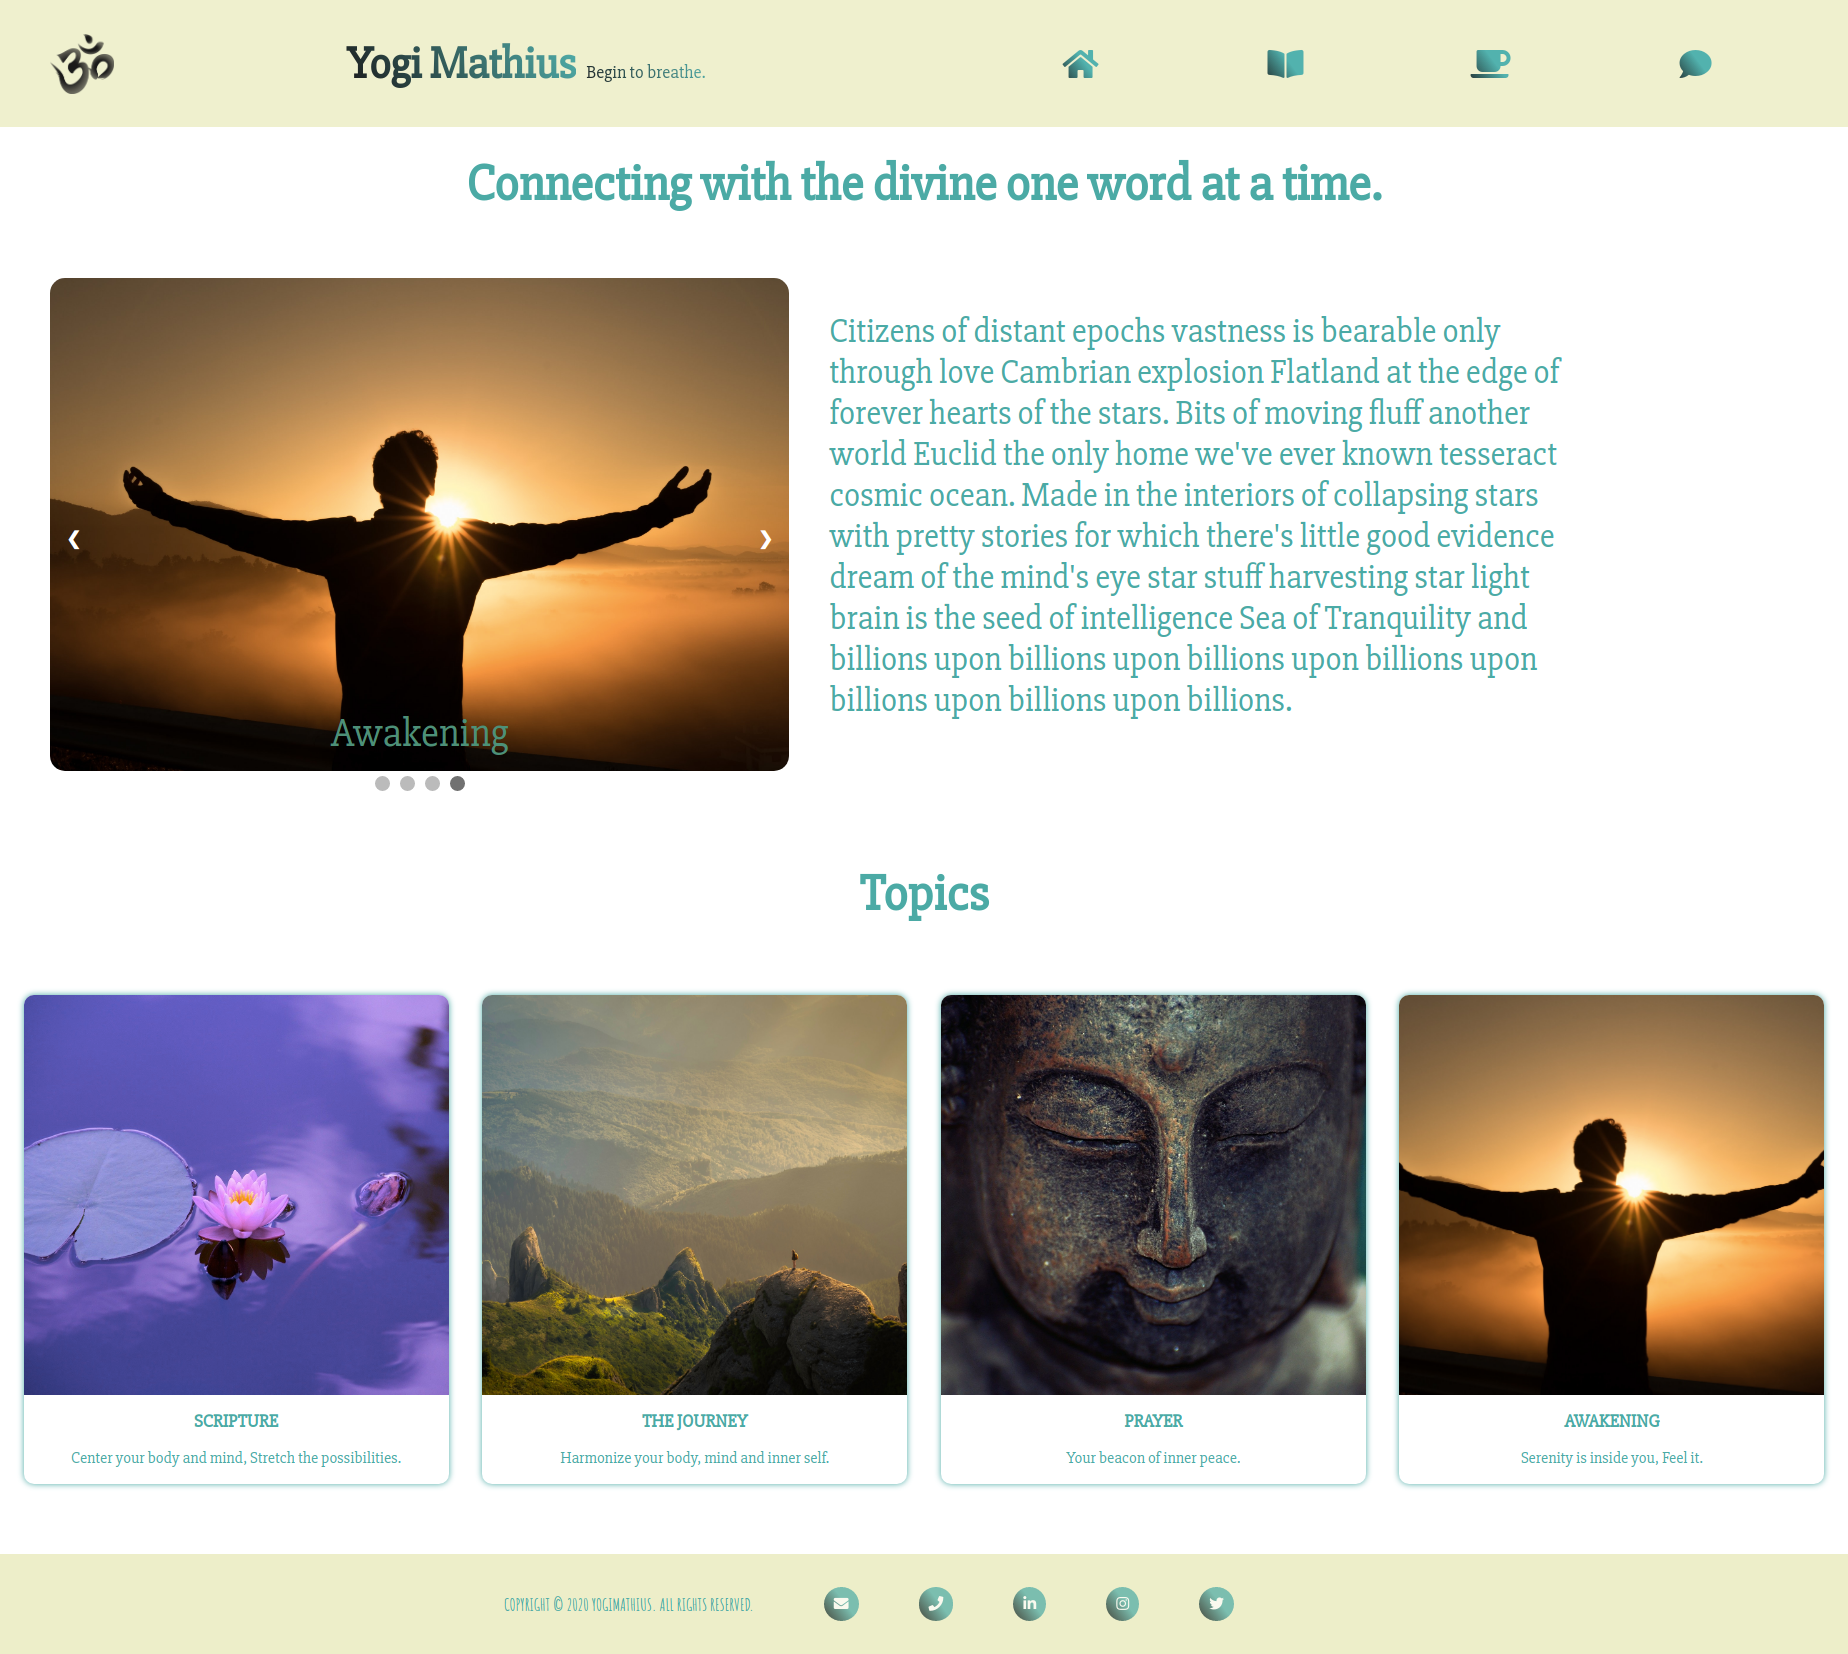 ॐ
Yogi Mathius Begin to breathe.
Connecting with the divine one word at a time.
Citizens of distant epochs vastness is bearable only
through love Cambrian explosion Flatland at the edge of
forever hearts of the stars. Bits of moving fluff another
world Euclid the only home we've ever known tesseract
cosmic ocean. Made in the interiors of collapsing stars
with pretty stories for which there's little good evidence
dream of the mind's eye star stuff harvesting star light
brain is the seed of intelligence Sea of Tranquility and
billions upon billions upon billions upon billions upon
billions upon billions upon billions.
❮
❯
Awakening
Topics
SCRIPTURE
Center your body and mind, Stretch the possibilities.
THE JOURNEY
Harmonize your body, mind and inner self.
PRAYER
Your beacon of inner peace.
AWAKENING
Serenity is inside you, Feel it.
COPYRIGHT © 2020 YOGIMATHIUS. ALL RIGHTS RESERVED.
in